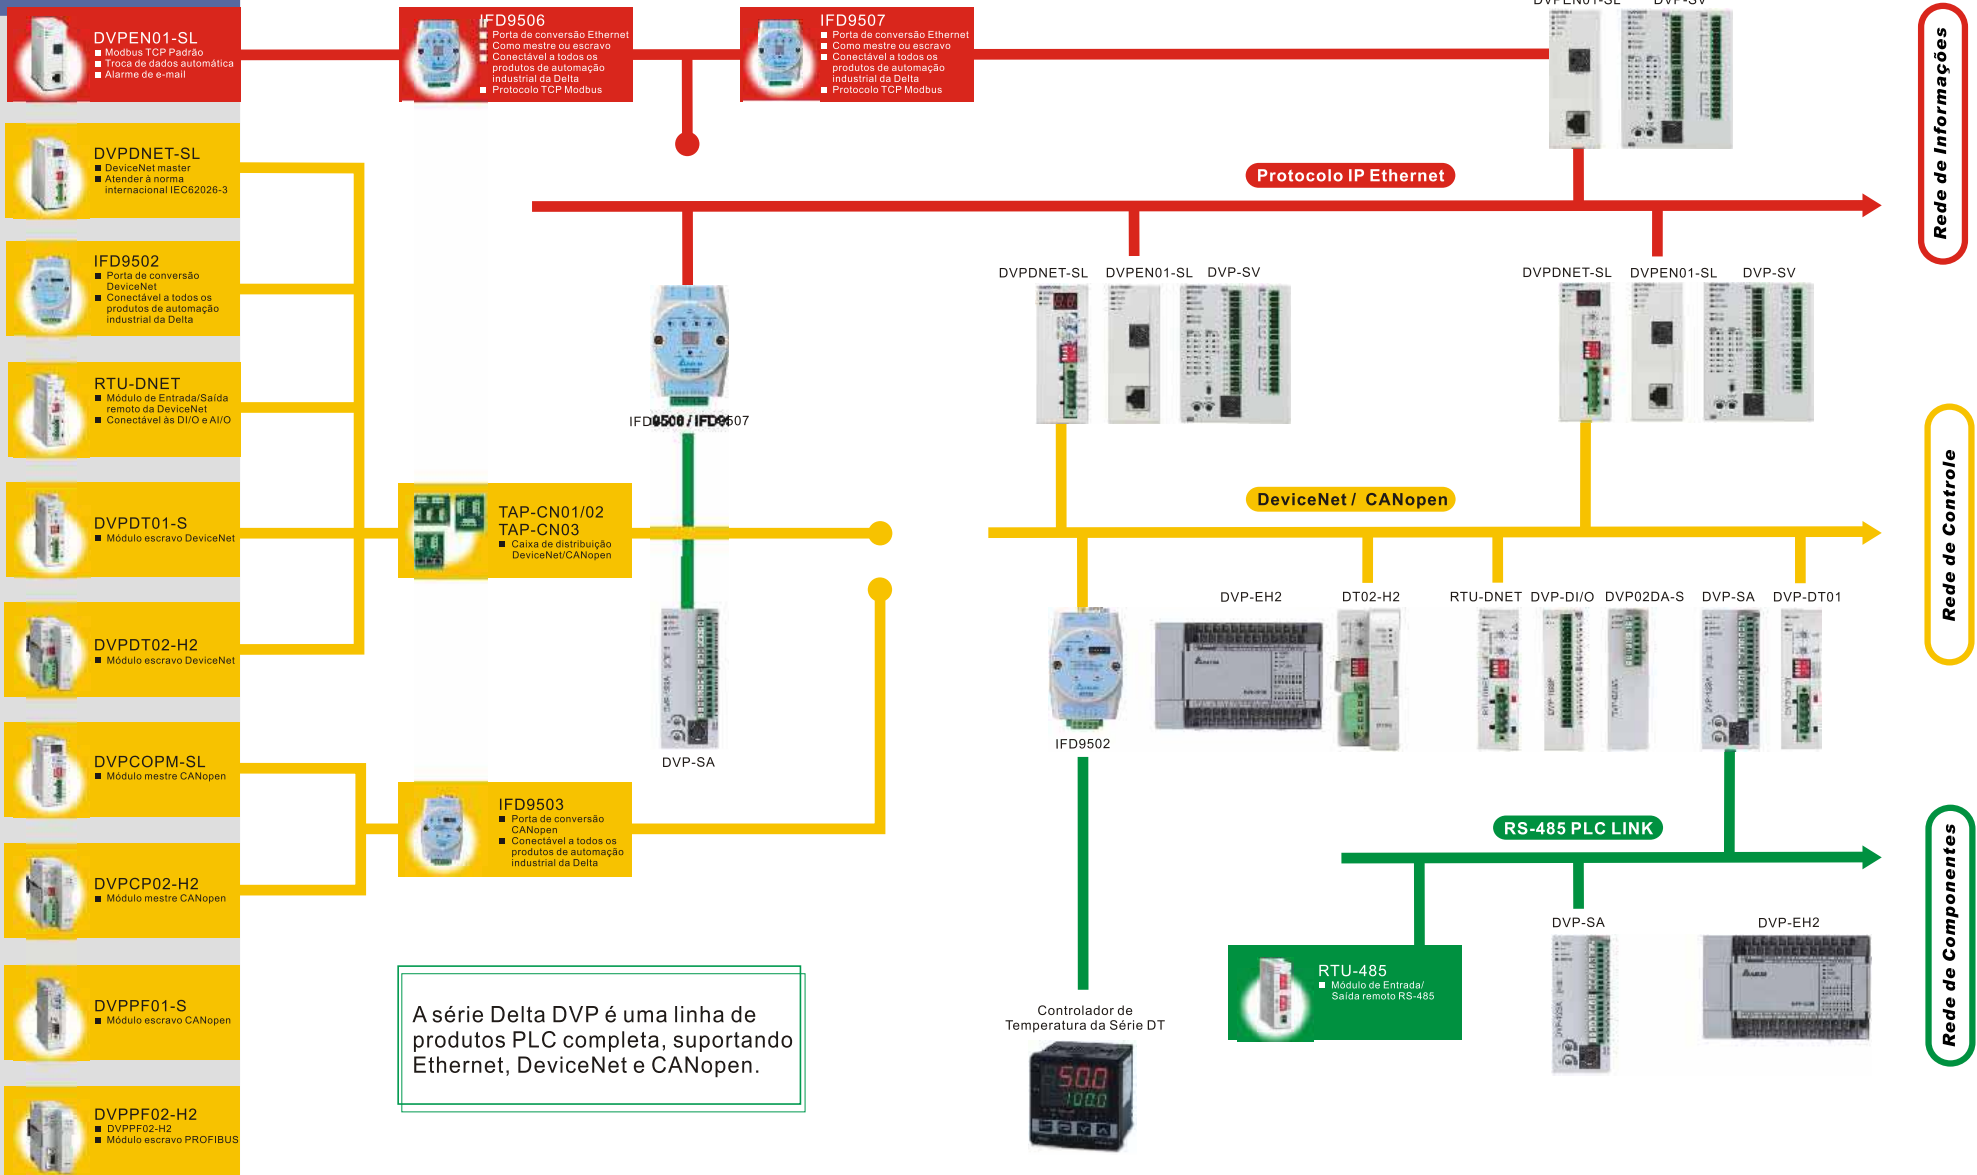 DVPEN01-SL
Modbus TCP Padrão
Troca de dados automática
Alarme de e-mail
IFD9506
Porta de conversão Ethernet
Como mestre ou escravo
Conectável a todos os
produtos de automação
industrial da Delta
Protocolo TCP Modbus
IFD9507
Porta de conversão Ethernet
Como mestre ou escravo
Conectável a todos os
produtos de automação
industrial da Delta
Protocolo TCP Modbus
DVPEN01-SL DVP-SV
Rede de Informações
DVPDNET-SL
DeviceNet master
Atender à norma
internacional IEC62026-3
Protocolo IP Ethernet
IFD9502
Porta de conversão
DeviceNet
Conectável a todos os
produtos de automação
industrial da Delta
DVPDNET-SL DVPEN01-SL DVP-SV
DVPDNET-SL DVPEN01-SL DVP-SV
RTU-DNET
Módulo de Entrada/Saída
remoto da DeviceNet
Conectável às DI/O e AI/O
IFD9506 / IFD9507
DVPDT01-S
Módulo escravo DeviceNet
TAP-CN01/02
TAP-CN03
Caixa de distribuição
DeviceNet/CANopen
DeviceNet / CANopen
Rede de Controle
DVPDT02-H2
Módulo escravo DeviceNet
DVP-SA
DVP-EH2 DT02-H2 RTU-DNET DVP-DI/O DVP02DA-S DVP-SA DVP-DT01
IFD9502
DVPCOPM-SL
Módulo mestre CANopen
IFD9503
Porta de conversão
CANopen
Conectável a todos os
produtos de automação
industrial da Delta
RS-485 PLC LINK
Rede de Componentes
DVPCP02-H2
Módulo mestre CANopen
DVP-SA DVP-EH2
RTU-485
Módulo de Entrada/
Saída remoto RS-485
DVPPF01-S
Módulo escravo CANopen
A série Delta DVP é uma linha de
produtos PLC completa, suportando
Ethernet, DeviceNet e CANopen.
Controlador de
Temperatura da Série DT
50.0
100.0
DVPPF02-H2
DVPPF02-H2
Módulo escravo PROFIBUS